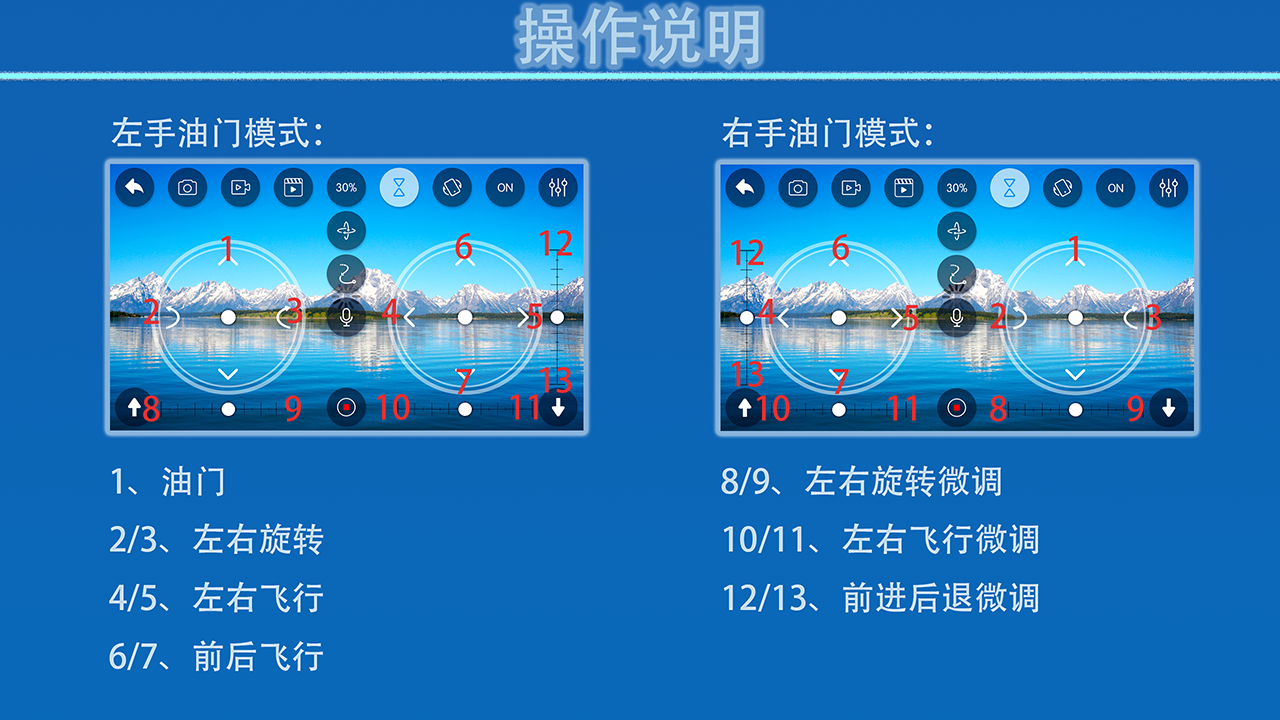 操作说明
左手油门模式：
30%
ON
1
6
12
2
3
4
5
7
13
8
9
10
11
右手油门模式：
30%
ON
12
6
1
4
5
2
3
13
7
10
11
8
9
1、油门
2/3、左右旋转
4/5、左右飞行
6/7、前后飞行
8/9、左右旋转微调
10/11、左右飞行微调
12/13、前进后退微调